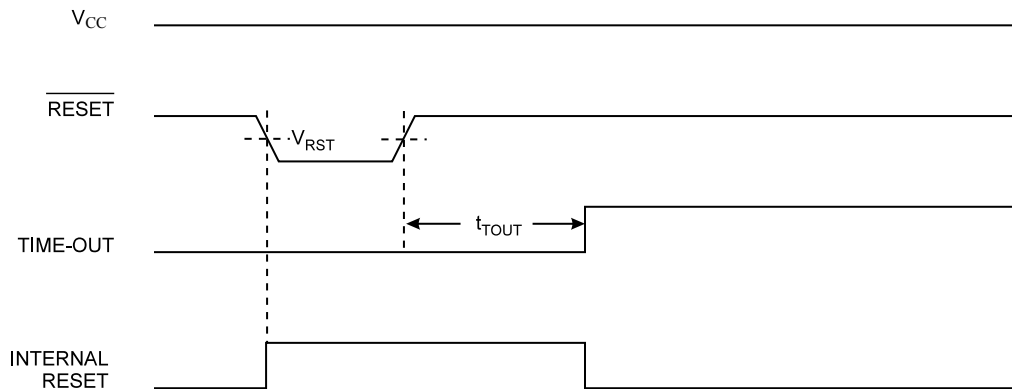 VCC
RESET
VRST
tTOUT
TIME-OUT
INTERNAL
RESET